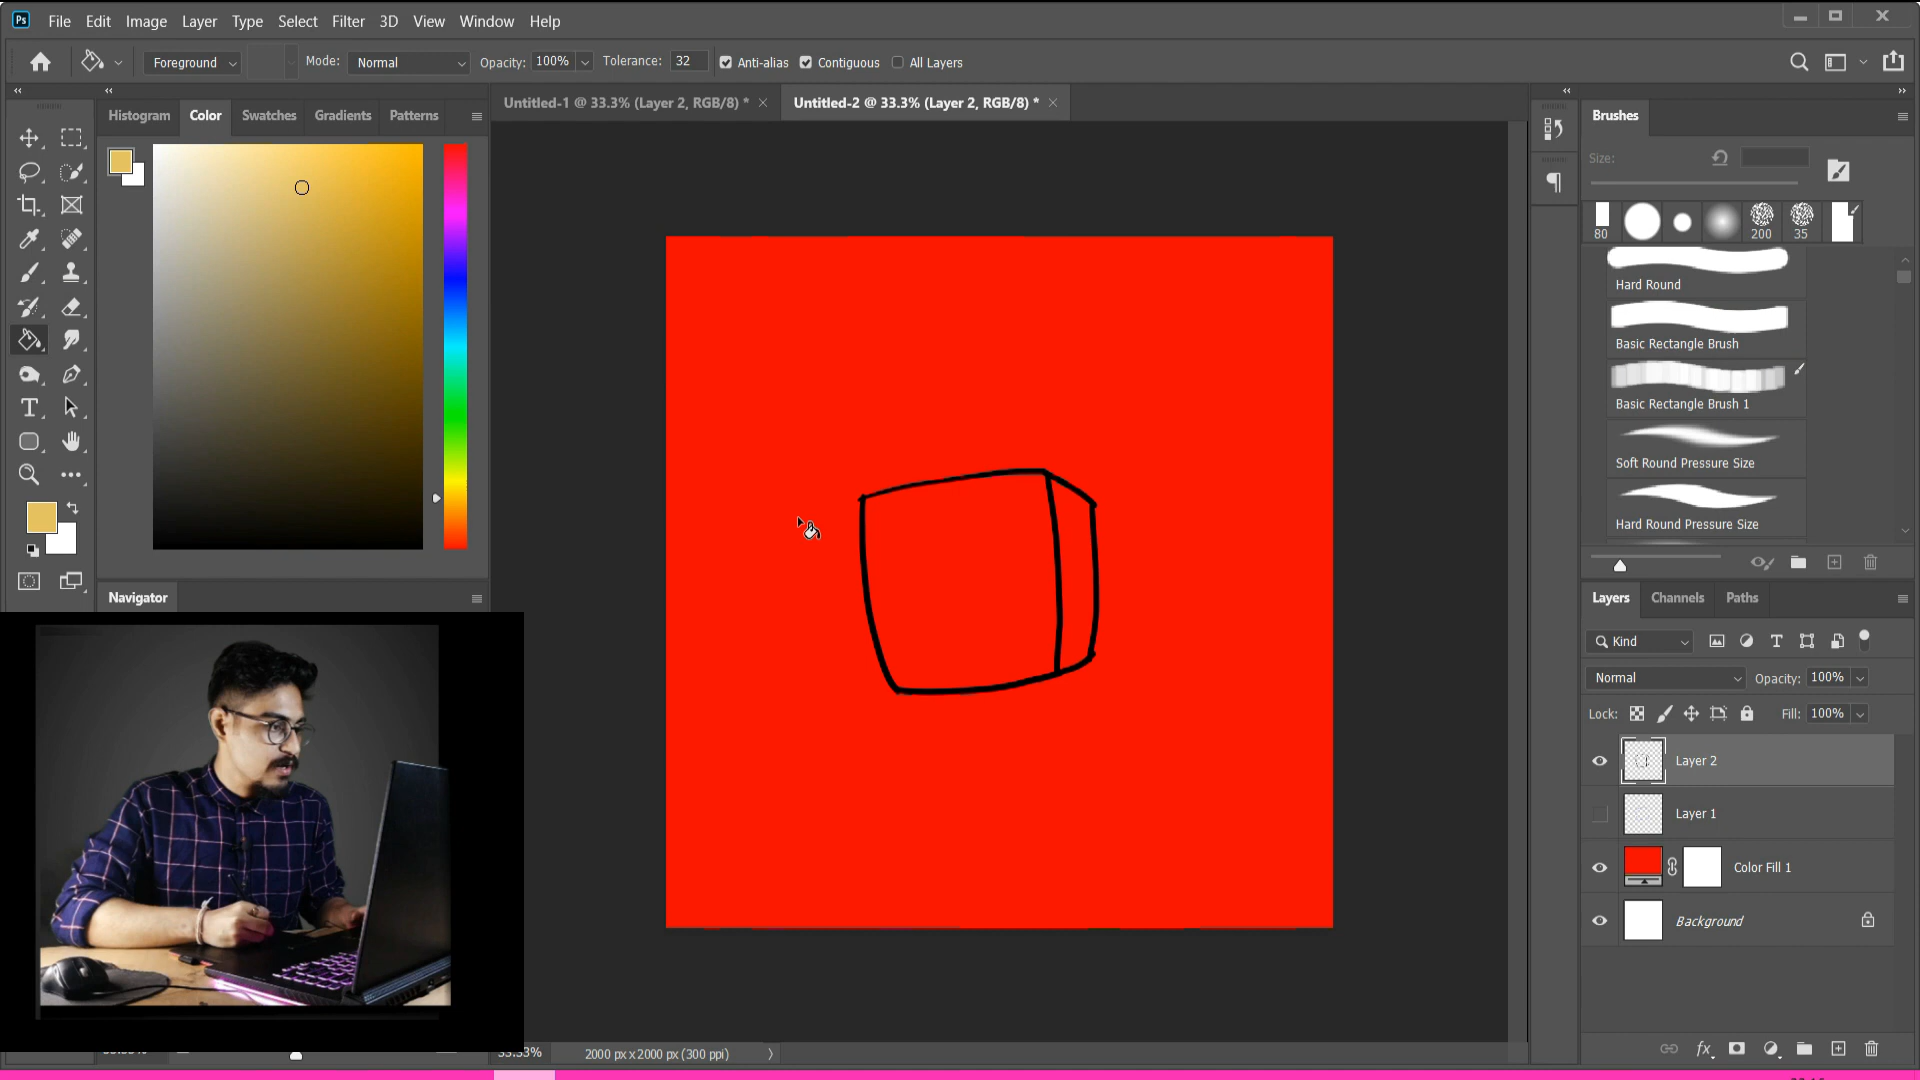 Ps File Edit Image Layer Type Select Filter 3D View Window Help
Foreground Mode: Normal Opacity: 100% Tolerance: 32 Anti-alias Contiguous All Layers
Untitled-1 @ 33.3% (Layer 2, RGB/8) * Untitled-2 @ 33.3% (Layer 2, RGB/8) *
Histogram Color Swatches Gradients Patterns
Navigator
33.33% 2000 px x 2000 px (300 ppi)
Brushes
Size:
80 200 35
Hard Round
Basic Rectangle Brush
Basic Rectangle Brush 1
Soft Round Pressure Size
Hard Round Pressure Size
Layers Channels Paths
Kind
Normal Opacity: 100%
Lock: Fill: 100%
Layer 2
Layer 1
Color Fill 1
Background
fx